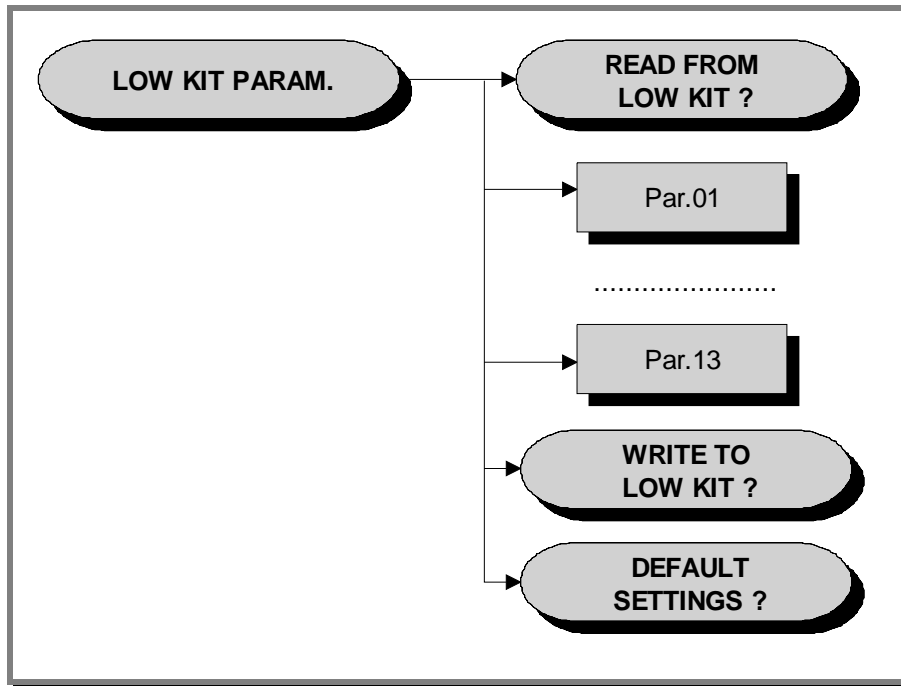 LOW KIT PARAM.
READ FROM
LOW KIT ?
Par.01
.......................
Par.13
WRITE TO
LOW KIT ?
DEFAULT
SETTINGS ?